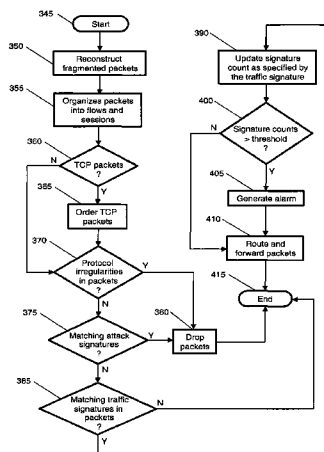 345
Start
350
Reconstruct
fragmented packets
355
Organizes packets
into flows and
sessions
360
TCP packets
?
N
Y
365
Order TCP
packets
370
Protocol
irregularities
in packets
?
Y
N
375
Matching attack
signatures
?
Y
N
380
Drop
packets
385
Matching traffic
signatures in
packets
?
N
Y
390
Update signature
count as specified by
the traffic signature
400
Signature counts
> threshold
?
N
Y
405
Generate alarm
410
Route and
forward packets
415
End